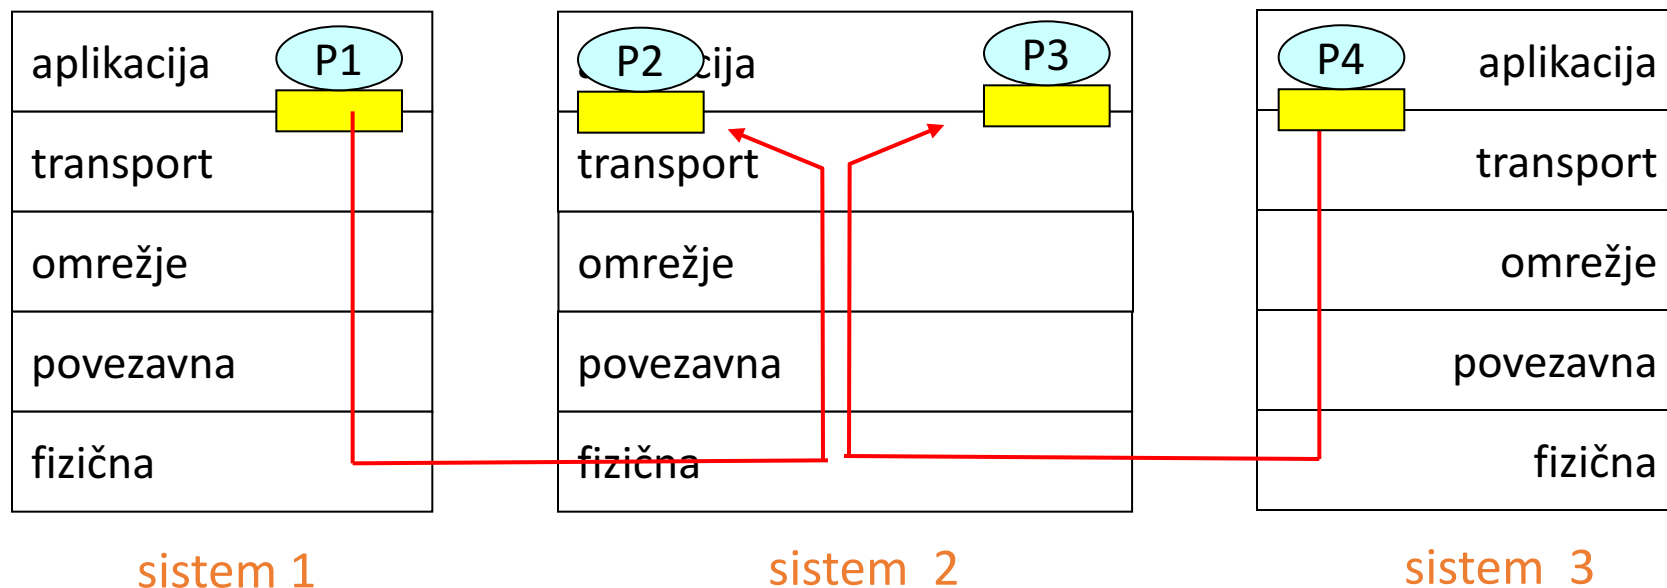 aplikacija
P1
transport
omrežje
povezavna
fizična
sistem 1
P2
P3
transport
omrežje
povezavna
fizična
sistem 2
P4
aplikacija
transport
omrežje
povezavna
fizična
sistem 3